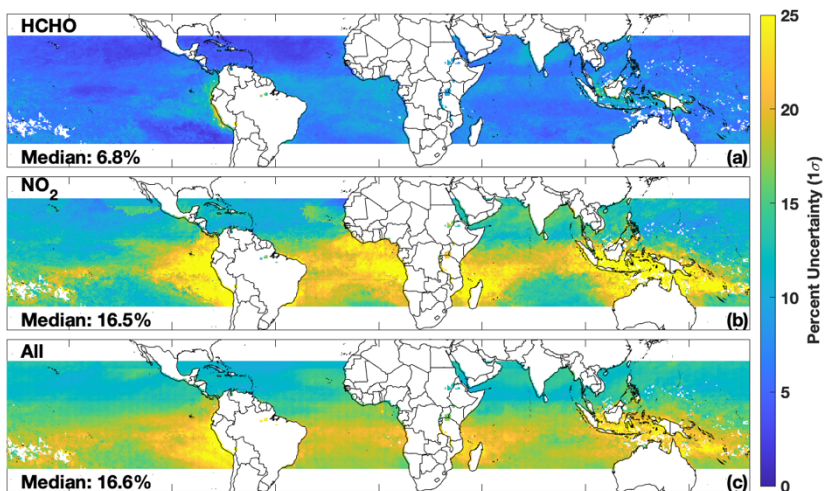 HCHO
Median: 6.8%
(a)
NO₂
Median: 16.5%
(b)
All
Median: 16.6%
(c)
25
20
15
10
5
0
Percent Uncertainty (1σ)